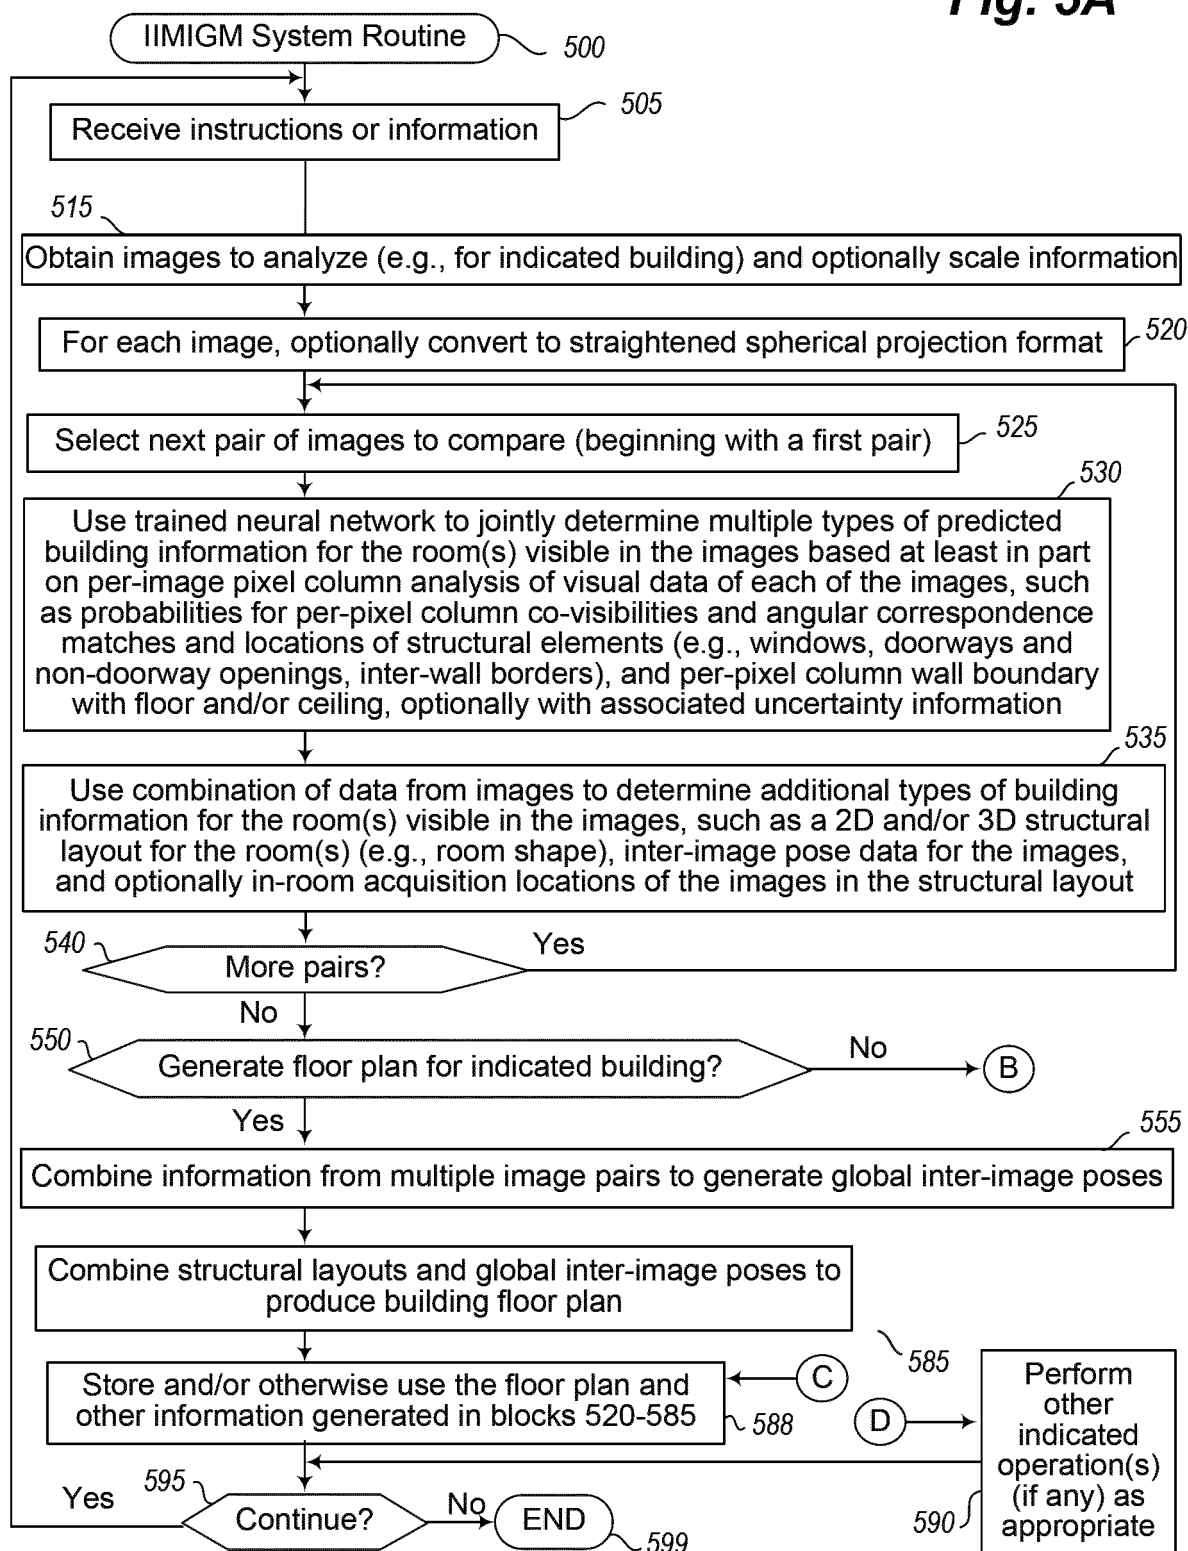 Fig. 5A
IIMIGM System Routine
500
505
Receive instructions or information
515
Obtain images to analyze (e.g., for indicated building) and optionally scale information
For each image, optionally convert to straightened spherical projection format
520
Select next pair of images to compare (beginning with a first pair)
525
530
Use trained neural network to jointly determine multiple types of predicted
building information for the room(s) visible in the images based at least in part
on per-image pixel column analysis of visual data of each of the images, such
as probabilities for per-pixel column co-visibilities and angular correspondence
matches and locations of structural elements (e.g., windows, doorways and
non-doorway openings, inter-wall borders), and per-pixel column wall boundary
with floor and/or ceiling, optionally with associated uncertainty information
535
Use combination of data from images to determine additional types of building
information for the room(s) visible in the images, such as a 2D and/or 3D structural
layout for the room(s) (e.g., room shape), inter-image pose data for the images,
and optionally in-room acquisition locations of the images in the structural layout
540
More pairs?
Yes
No
550
Generate floor plan for indicated building?
No
B
Yes
555
Combine information from multiple image pairs to generate global inter-image poses
Combine structural layouts and global inter-image poses to
produce building floor plan
585
Store and/or otherwise use the floor plan and
other information generated in blocks 520-585
588
C
D
Perform
other
indicated
operation(s)
(if any) as
appropriate
590
Yes
595
Continue?
No
END
599